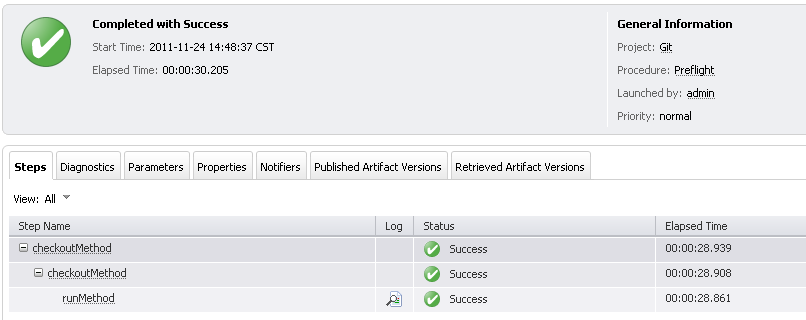 Completed with Success
Start Time: 2011-11-24 14:48:37 CST
Elapsed Time: 00:00:30.205
General Information
Project: Git
Procedure: Preflight
Launched by: admin
Priority: normal
Steps Diagnostics Parameters Properties Notifiers Published Artifact Versions Retrieved Artifact Versions
View: All
Step Name Log Status Elapsed Time
checkoutMethod Success 00:00:28.939
checkoutMethod Success 00:00:28.908
runMethod Success 00:00:28.861